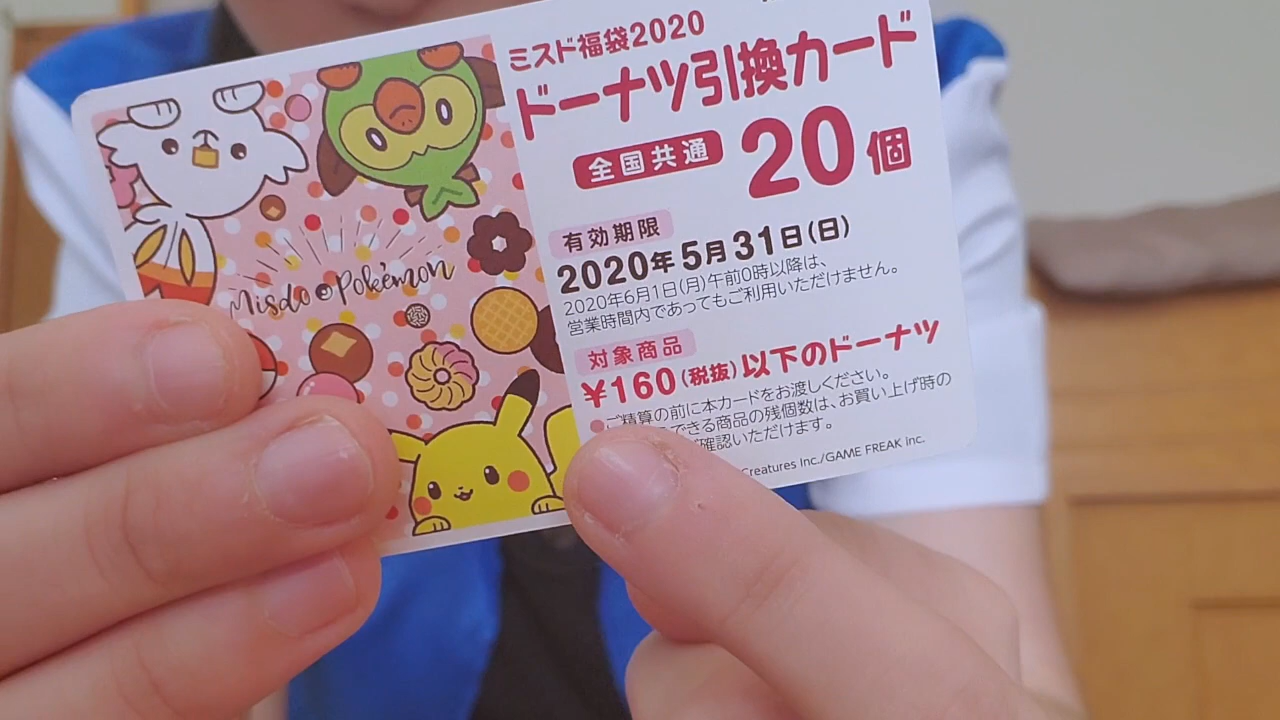 ミスド福袋2020
ドーナツ引換カード
全国共通 20個
有効期限
2020年5月31日(日)
2020年6月1日(月)午前0時以降は、
営業時間内であってもご利用いただけません。
対象商品
¥160(税抜)以下のドーナツ
●ご精算の前に本カードをお渡しください。
できる商品の残個数は、お買い上げ時の
確認いただけます。
Creatures Inc./GAME FREAK inc.
Misdo Pokémon